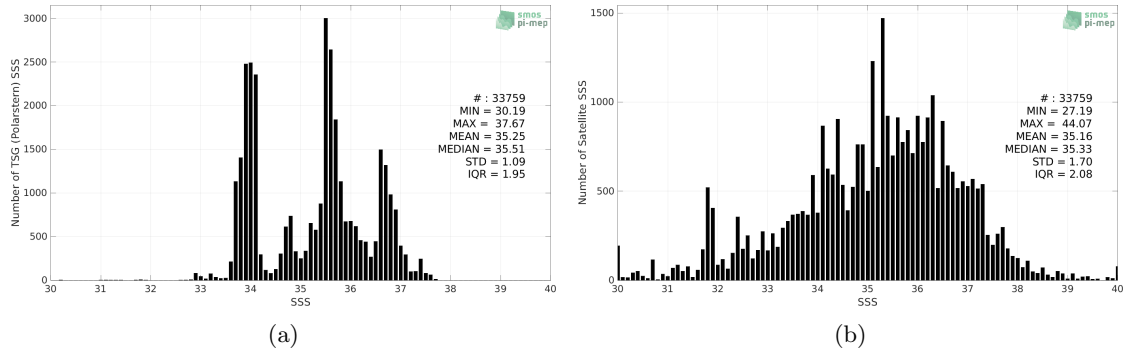 3000
2500
2000
1500
1000
500
0
Number of TSG (Polarstern) SSS
30 31 32 33 34 35 36 37 38 39 40
SSS
smos
pi-mep
# : 33759
MIN = 30.19
MAX = 37.67
MEAN = 35.25
MEDIAN = 35.51
STD = 1.09
IQR = 1.95
(a)
1500
1000
500
0
Number of Satellite SSS
30 31 32 33 34 35 36 37 38 39 40
SSS
smos
pi-mep
# : 33759
MIN = 27.19
MAX = 44.07
MEAN = 35.16
MEDIAN = 35.33
STD = 1.70
IQR = 2.08
(b)